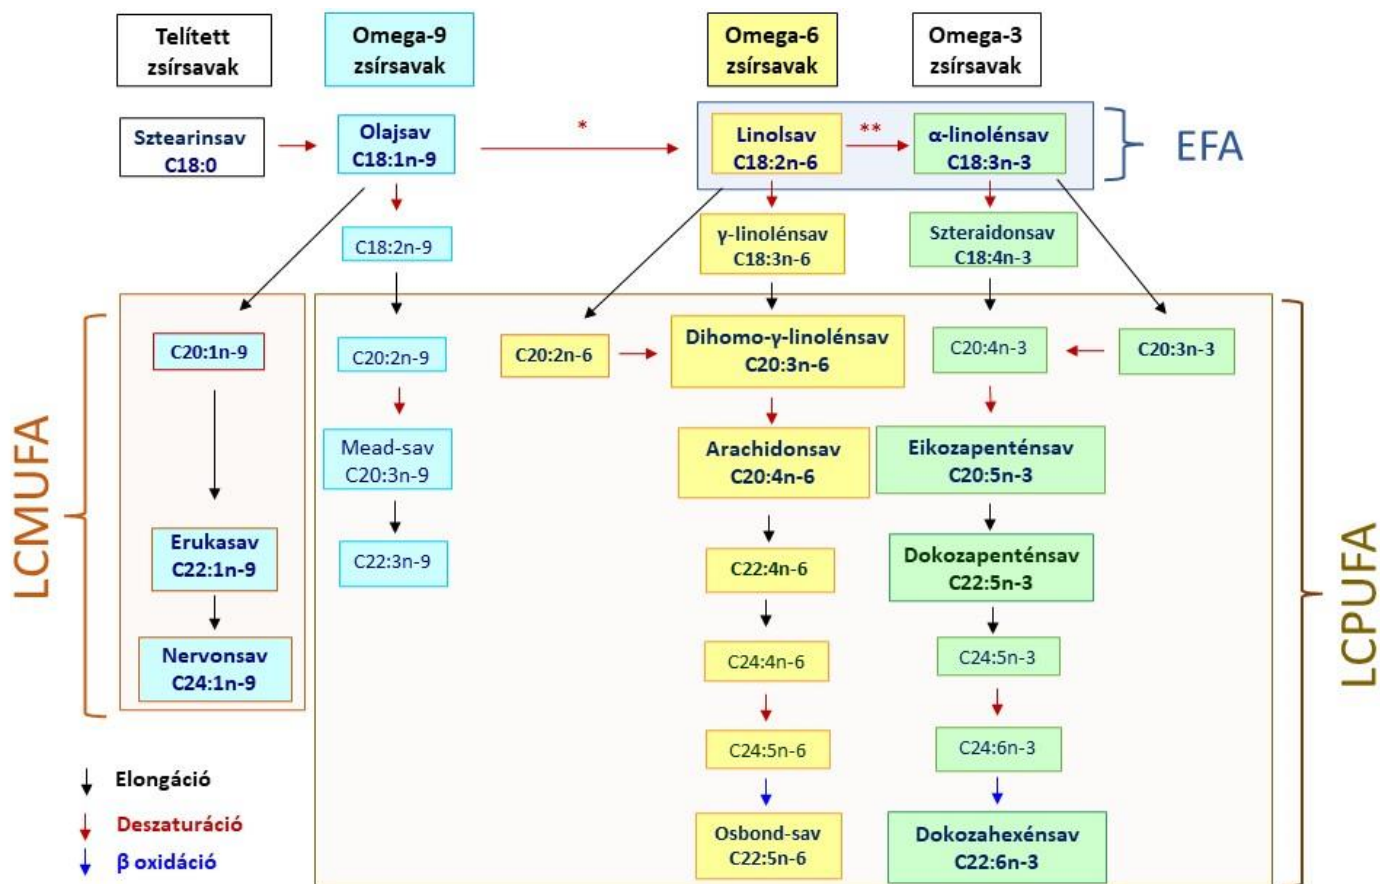 Telített
zsírsavak
Omega-9
zsírsavak
Omega-6
zsírsavak
Omega-3
zsírsavak
Sztearinsav
C18:0
Olajsav
C18:1n-9
*
Linolsav
C18:2n-6
**
α-linolénsav
C18:3n-3
EFA
C18:2n-9
γ-linolénsav
C18:3n-6
Szteraidonsav
C18:4n-3
LCMUFA
C20:1n-9
C20:2n-9
C20:2n-6
Dihomo-γ-linolénsav
C20:3n-6
C20:4n-3
C20:3n-3
Mead-sav
C20:3n-9
Arachidonsav
C20:4n-6
Eikozapenténsav
C20:5n-3
LCPUFA
Erukasav
C22:1n-9
C22:3n-9
C22:4n-6
Dokozapenténsav
C22:5n-3
Nervonsav
C24:1n-9
C24:4n-6
C24:5n-3
C24:5n-6
C24:6n-3
Osbond-sav
C22:5n-6
Dokozahexénsav
C22:6n-3
Elongáció
Deszaturáció
β oxidáció